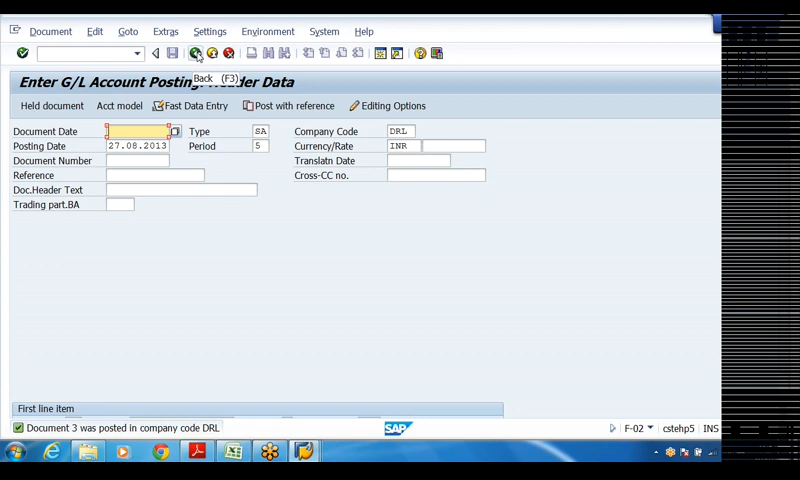 Document Edit Goto Extras Settings Environment System Help
Back (F3)
Enter G/L Account Posting: Header Data
Held document Acct model Fast Data Entry Post with reference Editing Options
Document Date Type SA Company Code DRL
Posting Date 27.08.2013 Period 5 Currency/Rate INR
Document Number Translatn Date
Reference Cross-CC no.
Doc.Header Text
Trading part.BA
First line item
Document 3 was posted in company code DRL SAP F-02 cstehp5 INS